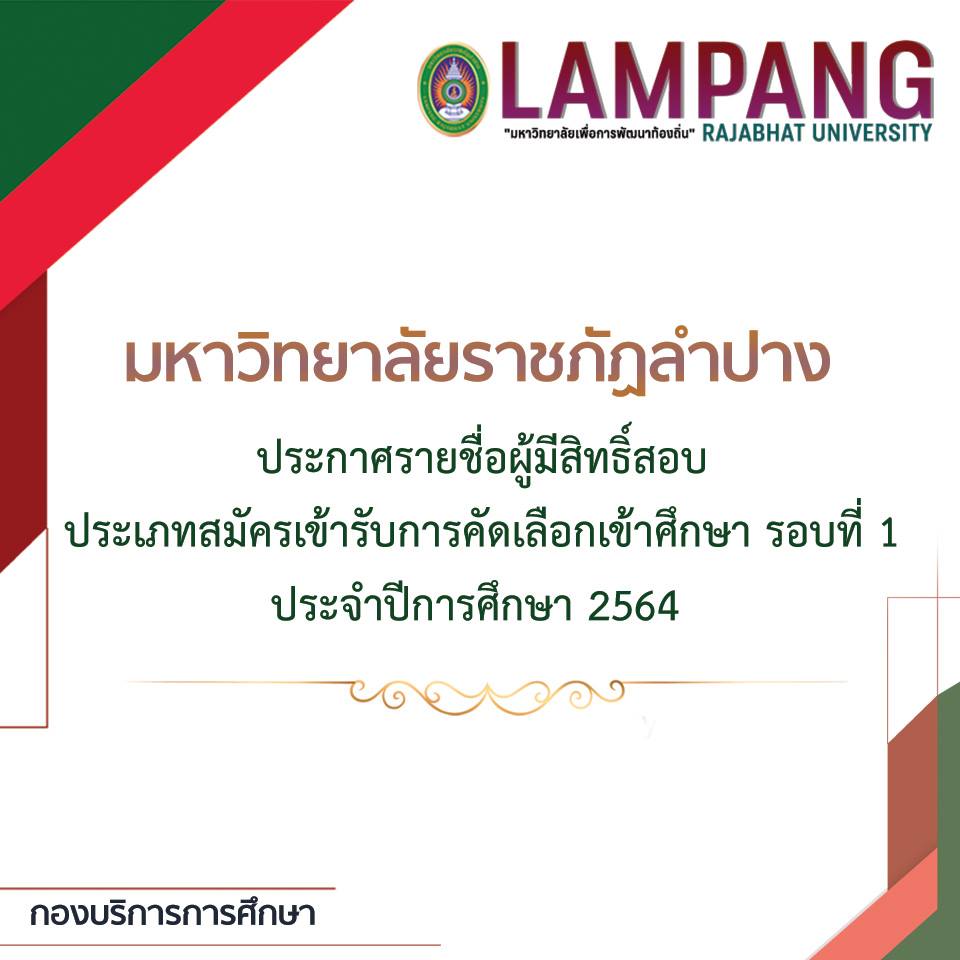 LAMPANG
"มหาวิทยาลัยเพื่อการพัฒนาท้องถิ่น" RAJABHAT UNIVERSITY
มหาวิทยาลัยราชภัฏลำปาง
ประกาศรายชื่อผู้มีสิทธิ์สอบ
ประเภทสมัครเข้ารับการคัดเลือกเข้าศึกษา รอบที่ 1
ประจำปีการศึกษา 2564
กองบริการการศึกษา